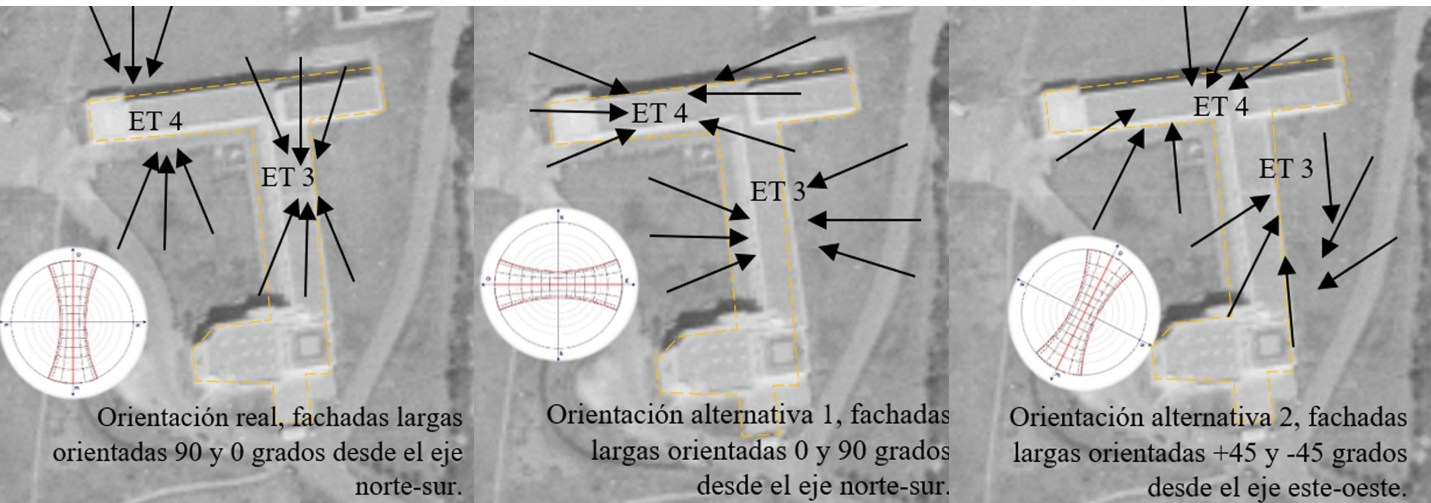 ET 4
ET 3
Orientación real, fachadas largas
orientadas 90 y 0 grados desde el eje
norte-sur.
ET 4
ET 3
Orientación alternativa 1, fachadas
largas orientadas 0 y 90 grados
desde el eje norte-sur.
ET 4
ET 3
Orientación alternativa 2, fachadas
largas orientadas +45 y -45 grados
desde el eje este-oeste.